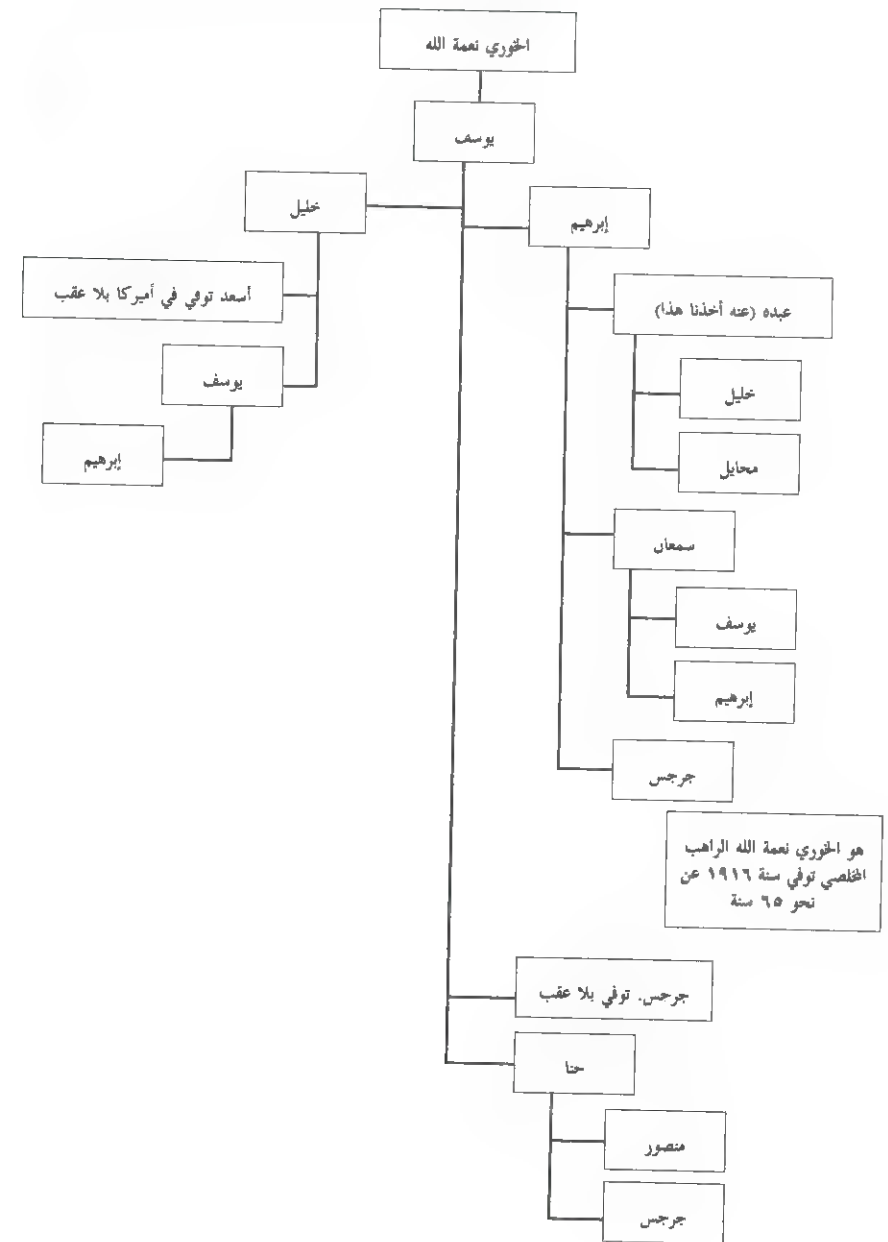 الخوري نعمة الله
يوسف
إبرهيم
خليل
عبده (عنه أخذنا هذا)
خليل
محايل
سمعان
يوسف
إبرهيم
جرجس
هو الخوري نعمة الله الراهب
المخلصي توفي سنة ١٩١٦ عن
نحو ٦٥ سنة
أسعد توفي في أميركا بلا عقب
يوسف
إبرهيم
جرجس. توفي بلا عقب
حنا
منصور
جرجس